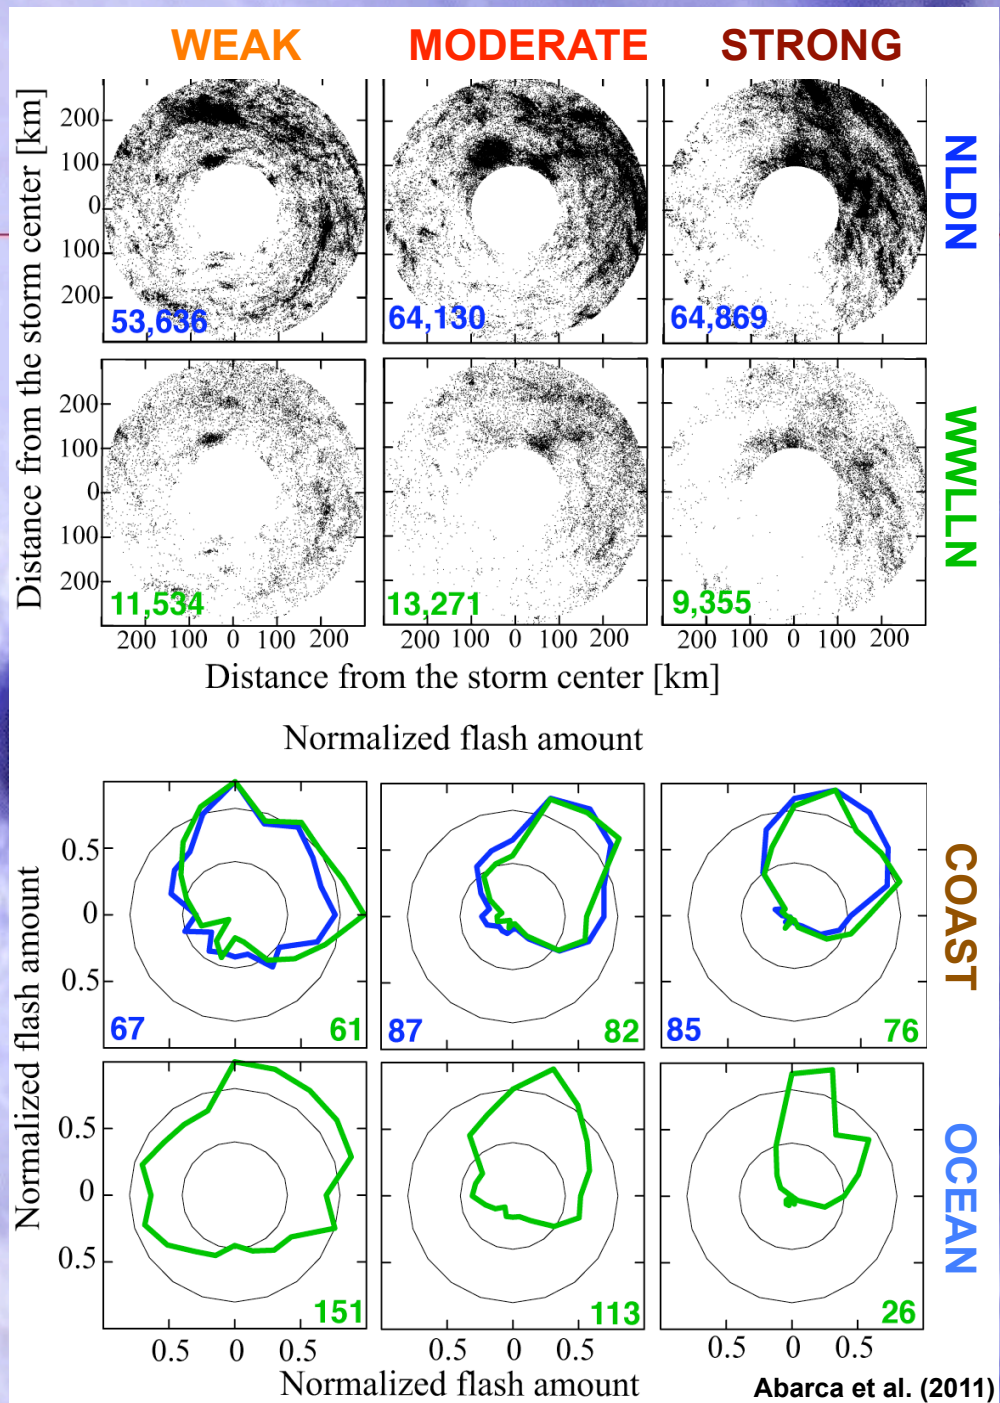 WEAK MODERATE STRONG
Distance from the storm center [km]
200
100
0
100
200
53,636
64,130
64,869
NLDN
200
100
0
100
200
11,534
13,271
9,355
WWLLN
200 100 0 100 200 200 100 0 100 200 200 100 0 100 200
Distance from the storm center [km]
Normalized flash amount
Normalized flash amount
0.5
0
0.5
67 61
87 82
85 76
COAST
0.5
0
0.5
151
113
26
OCEAN
0.5 0 0.5 0.5 0 0.5 0.5 0 0.5
Normalized flash amount
Abarca et al. (2011)